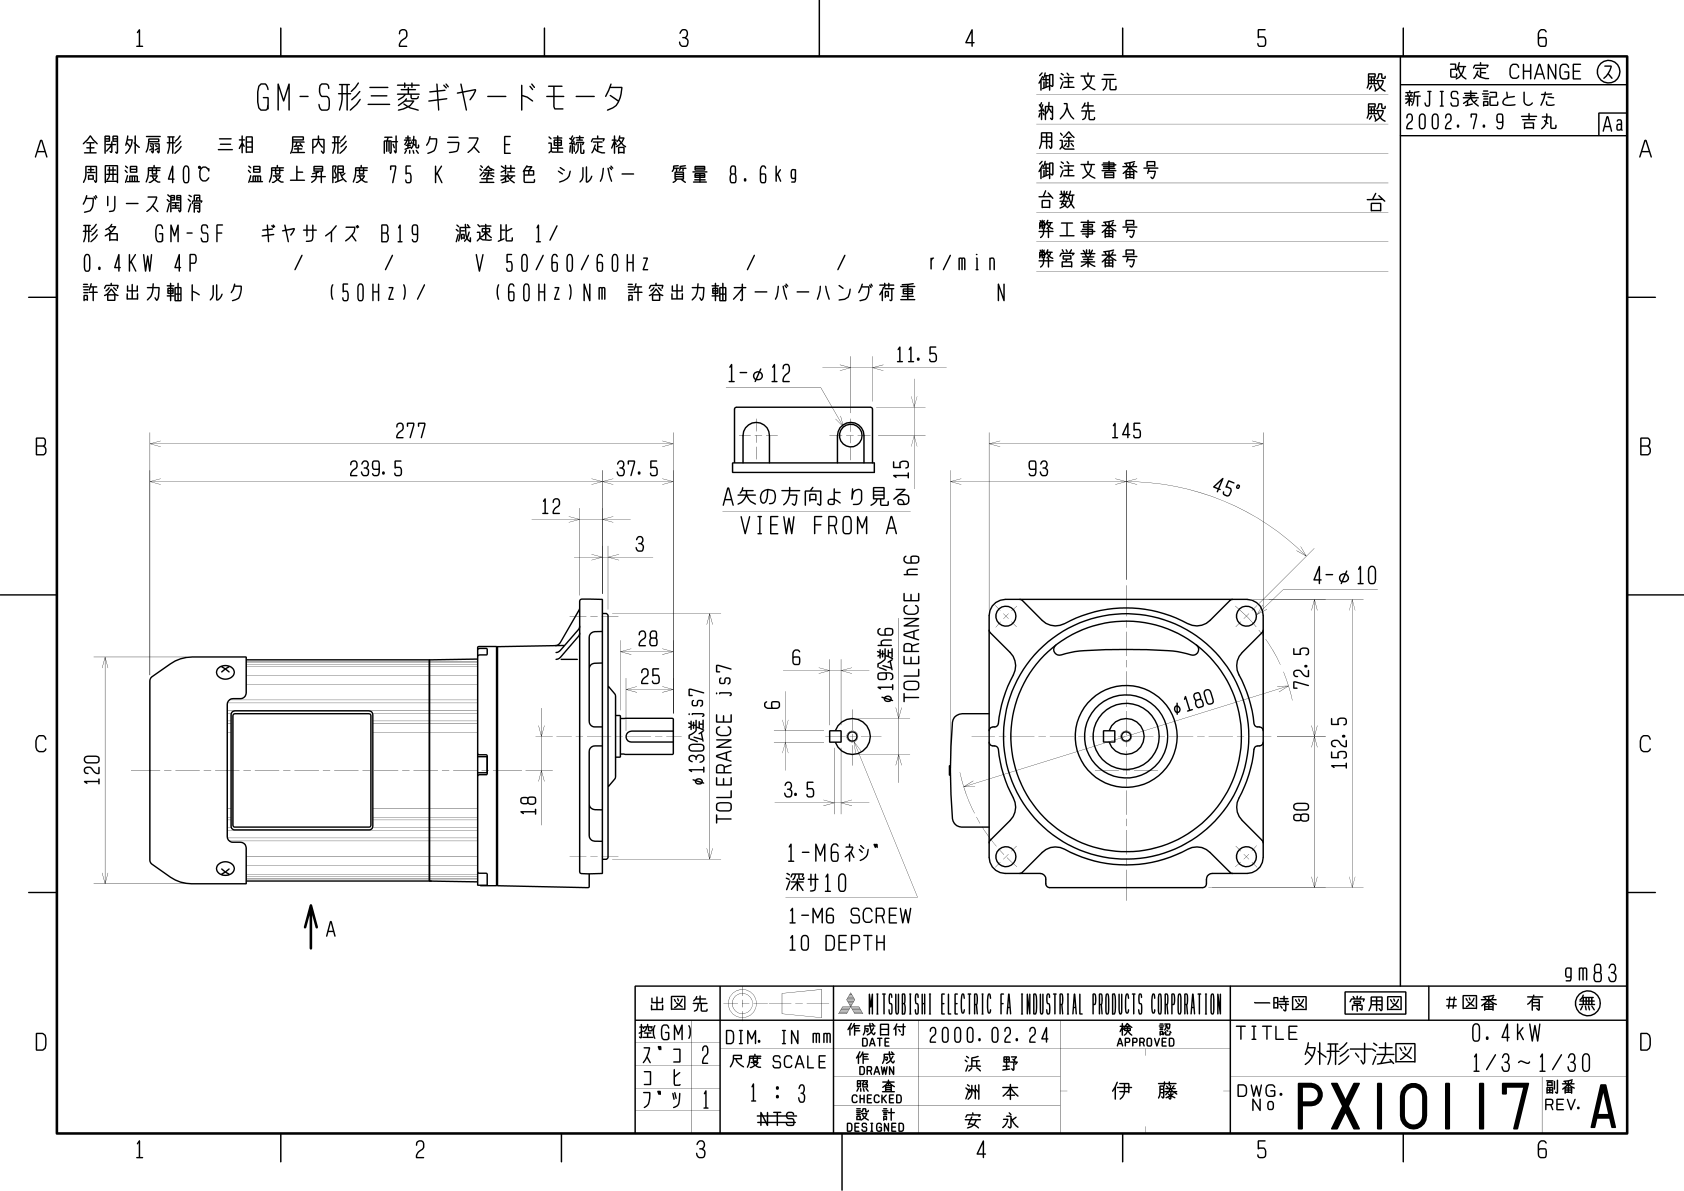 1 2 3 4 5 6
改定 CHANGE ス
新JIS表記とした
2002.7.9 吉丸 Aa
GM-S形三菱ギヤードモータ
全閉外扇形 三相 屋内形 耐熱クラス E 連続定格
周囲温度40℃ 温度上昇限度 75 K 塗装色 シルバー 質量 8.6kg
グリース潤滑
形名 GM-SF ギヤサイズ B19 減速比 1/
0.4KW 4P / / V 50/60/60Hz / / r/min
許容出力軸トルク (50Hz)/ (60Hz)Nm 許容出力軸オーバーハング荷重 N
御注文元 殿
納入先 殿
用途
御注文書番号
台数 台
弊工事番号
弊営業番号
A A
B B
C C
D D
1-φ12
11.5
15
A矢の方向より見る
VIEW FROM A
277
239.5 37.5
12
3
28
25
120
18
φ130公差js7
TOLERANCE js7
A
6
6
3.5
φ19公差h6
TOLERANCE h6
1-M6ネジ
深サ10
1-M6 SCREW
10 DEPTH
145
93
45°
4-φ10
φ180
72.5
152.5
80
gm83
出図先
控(GM)
ズコ 2
コピ
ブツ 1
DIM. IN mm
尺度 SCALE
1 : 3
NTS
MITSUBISHI ELECTRIC FA INDUSTRIAL PRODUCTS CORPORATION
作成日付 DATE 2000.02.24
作成 DRAWN 浜野
照査 CHECKED 洲本
設計 DESIGNED 安永
検認 APPROVED
伊藤
一時図 常用図 #図番 有 無
TITLE 0.4kW
外形寸法図 1/3~1/30
DWG. No PX10117
副番 REV. A
1 2 3 4 5 6